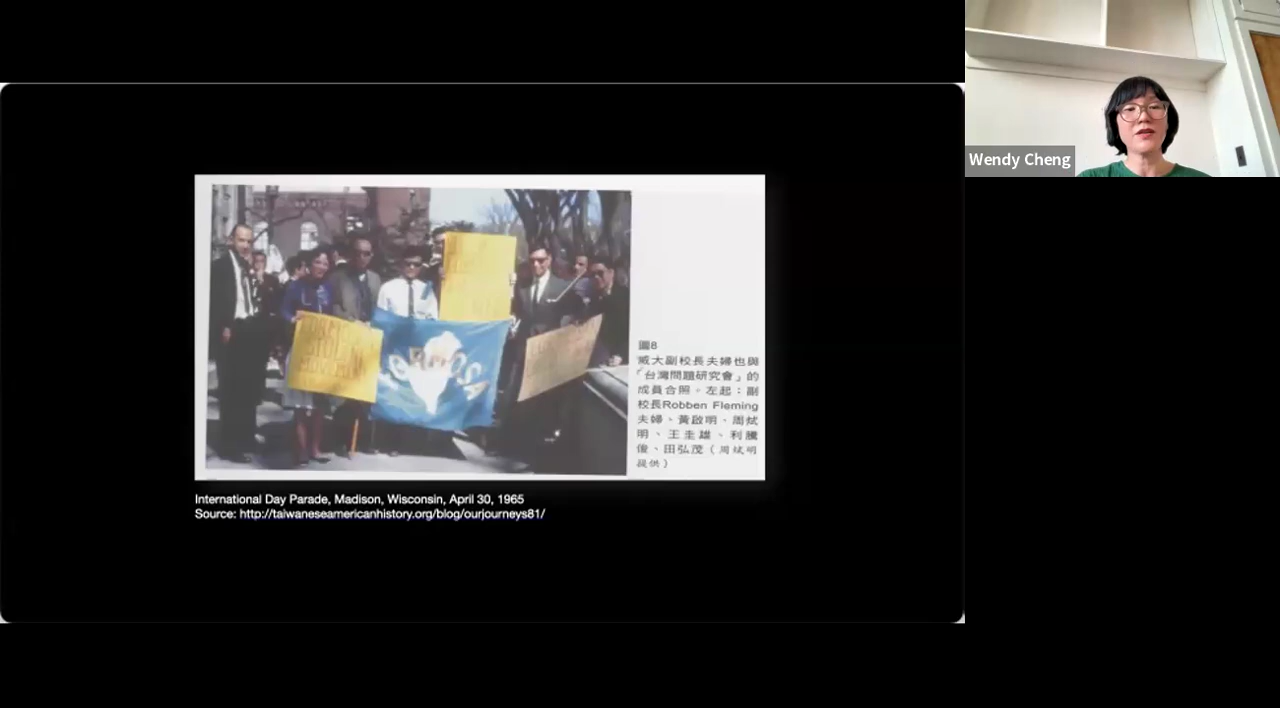 Wendy Cheng
FORMOSA
圖8
威大副校長夫婦也與
「台灣問題研究會」的
成員合照。左起：副
校長Robben Fleming
夫婦、黃啟明、周烒
明、王圭雄、利騰
俊、田弘茂（周烒明
提供）
International Day Parade, Madison, Wisconsin, April 30, 1965
Source: http://taiwaneseamericanhistory.org/blog/ourjourneys81/